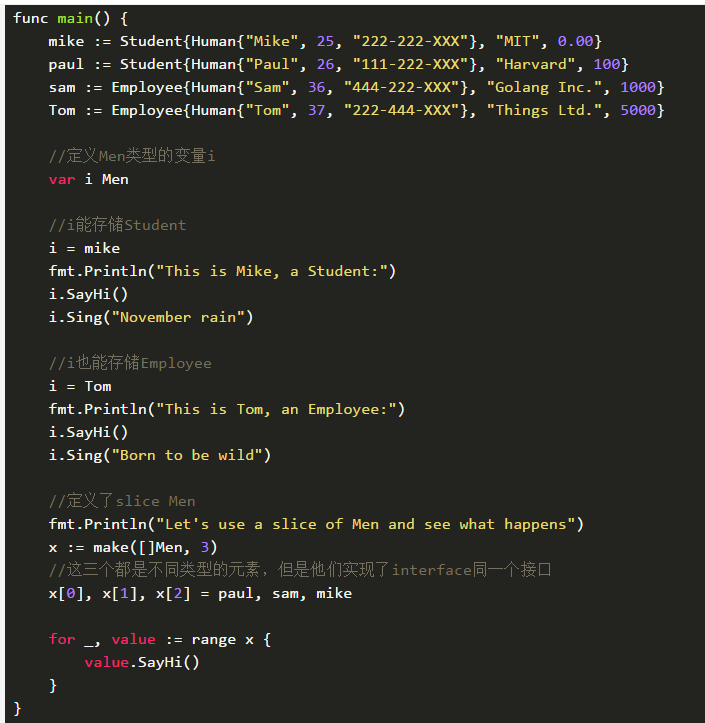 func main() {
    mike := Student{Human{"Mike", 25, "222-222-XXX"}, "MIT", 0.00}
    paul := Student{Human{"Paul", 26, "111-222-XXX"}, "Harvard", 100}
    sam := Employee{Human{"Sam", 36, "444-222-XXX"}, "Golang Inc.", 1000}
    Tom := Employee{Human{"Tom", 37, "222-444-XXX"}, "Things Ltd.", 5000}

    //定义Men类型的变量i
    var i Men

    //i能存储Student
    i = mike
    fmt.Println("This is Mike, a Student:")
    i.SayHi()
    i.Sing("November rain")

    //i也能存储Employee
    i = Tom
    fmt.Println("This is Tom, an Employee:")
    i.SayHi()
    i.Sing("Born to be wild")

    //定义了slice Men
    fmt.Println("Let's use a slice of Men and see what happens")
    x := make([]Men, 3)
    //这三个都是不同类型的元素，但是他们实现了interface同一个接口
    x[0], x[1], x[2] = paul, sam, mike

    for _, value := range x {
        value.SayHi()
    }
}